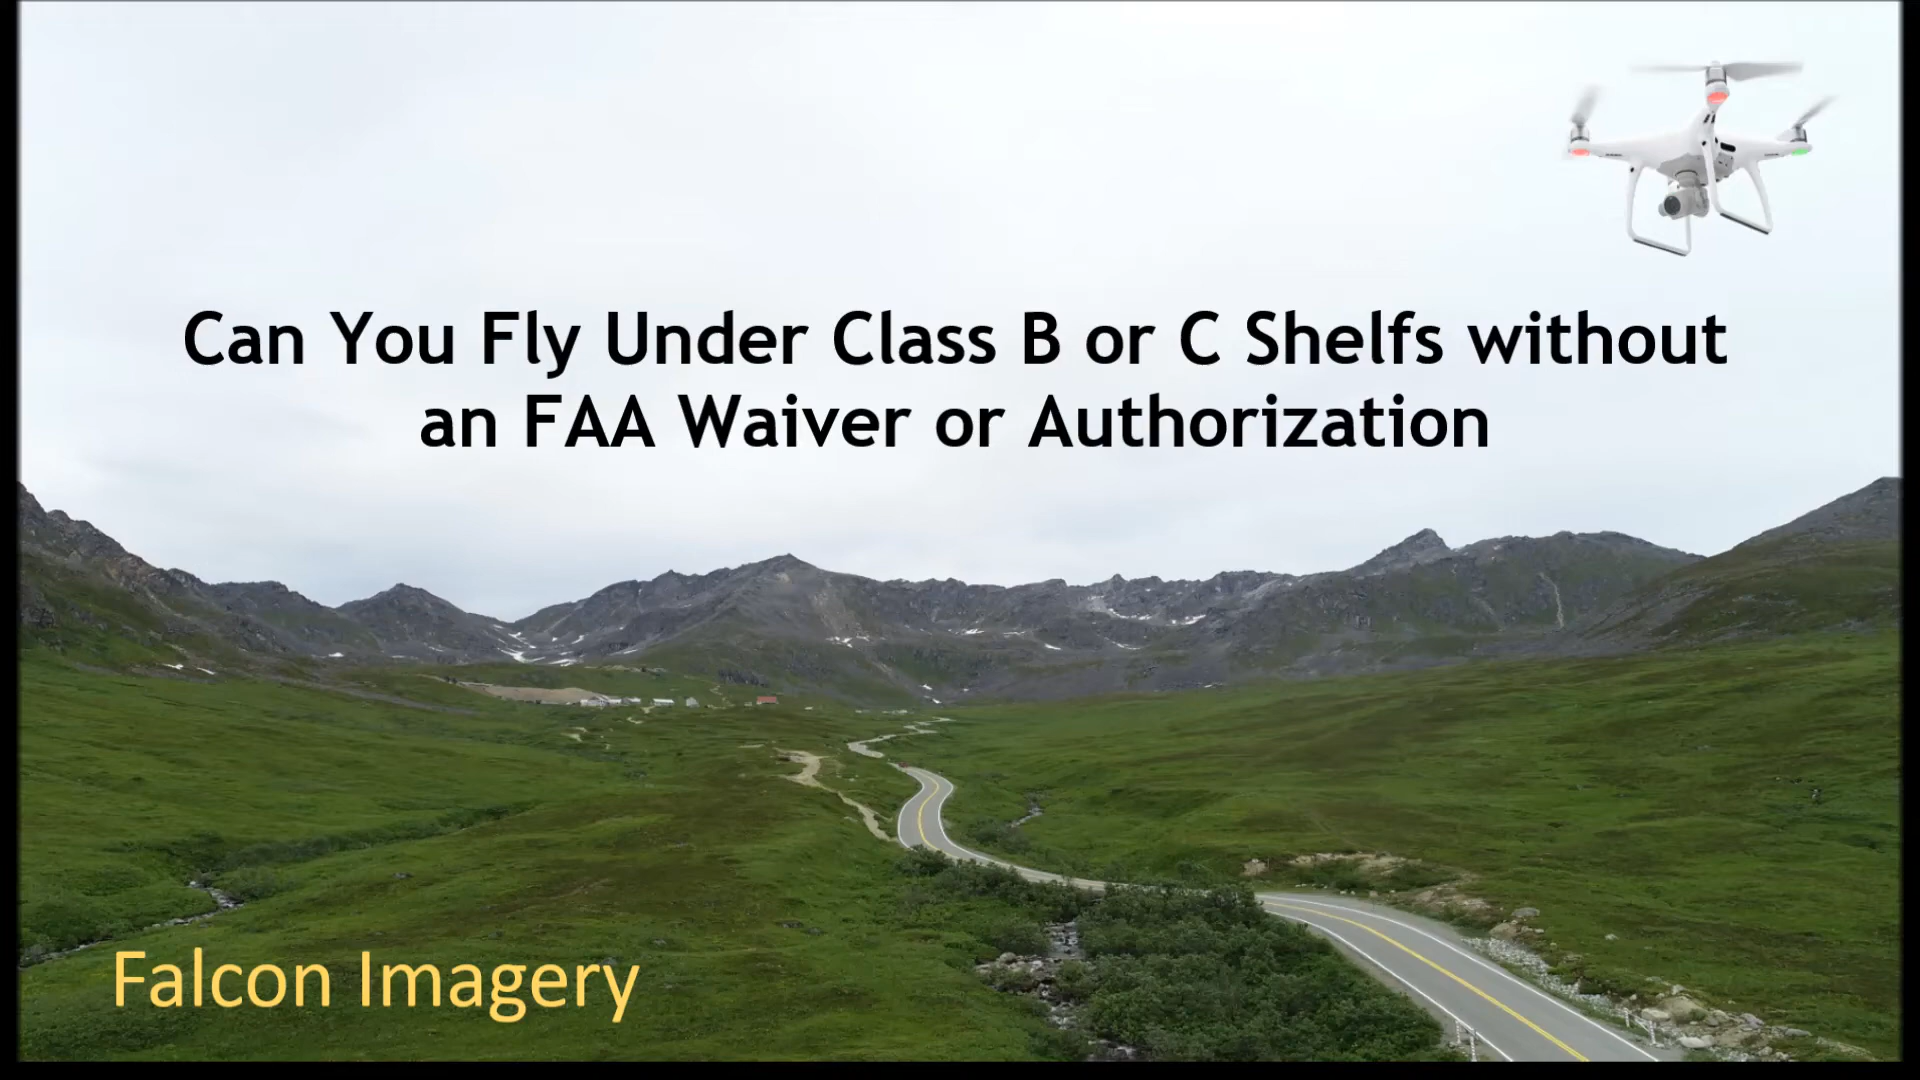 Can You Fly Under Class B or C Shelfs without
an FAA Waiver or Authorization
Falcon Imagery